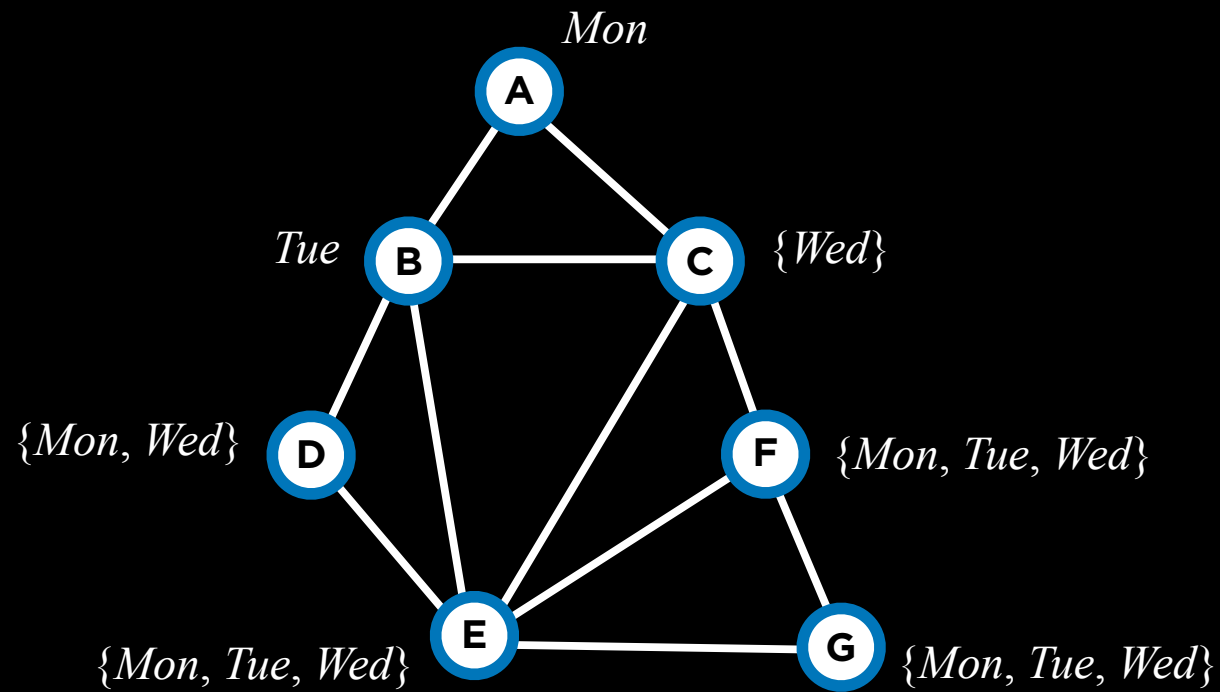 Mon
A
Tue
B
C
{Wed}
{Mon, Wed}
D
F
{Mon, Tue, Wed}
E
{Mon, Tue, Wed}
G
{Mon, Tue, Wed}